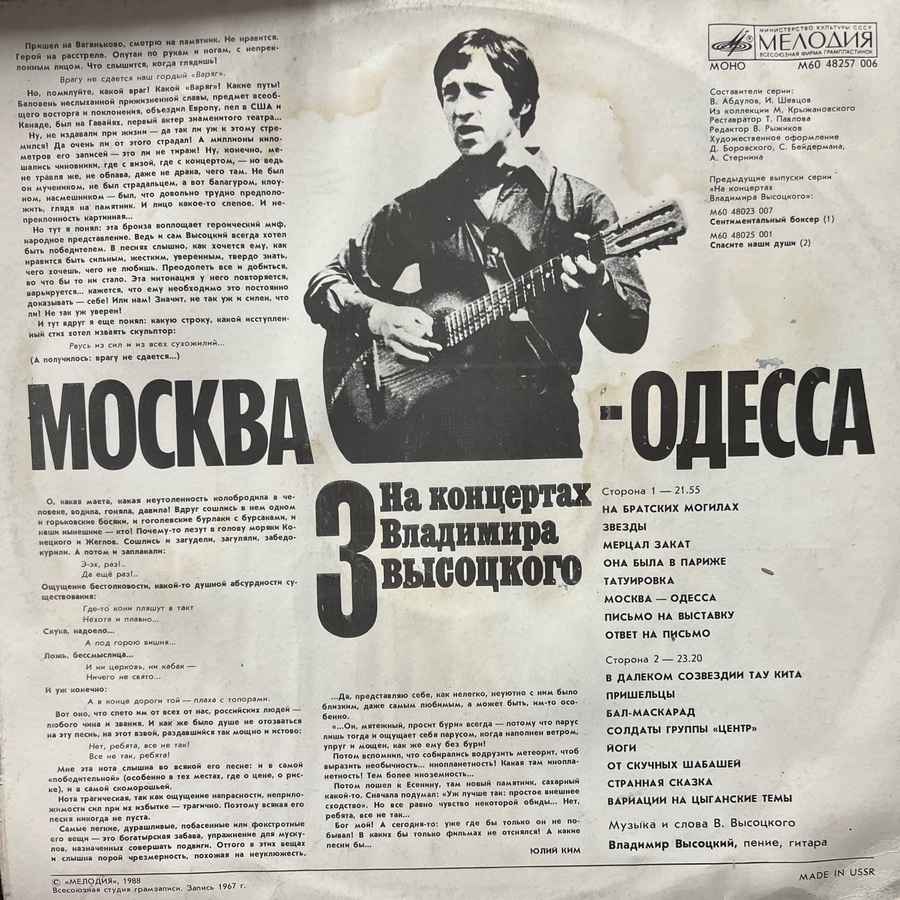 Пришел на Ваганьково, смотрю на памятник. Не нравится.
Герой на расстреле. Опутан по рукам и ногам, с непрек-
лонным лицом. Что слышится, когда глядишь!
Врагу не сдается наш гордый «Варяг».
Но, помилуйте, какой враг! Какой «Варяг»! Какие путы!
Баловень неслыханной прижизненной славы, предмет всеоб-
щего восторга и поклонения, объездил Европу, пел в США и
Канаде, был на Гавайях, первый актер знаменитого театра...
Ну, не издавали при жизни — да так ли уж к этому стре-
мился! Да очень ли от этого страдал! А миллионы кило-
метров его записей — это ли не тираж! Ну, конечно, ме-
шались чиновники, где с визой, где с концертом, — но ведь
не травля же, не облава, даже не драка, чего там. Не был
он мучеником, не был страдальцем, а вот балагуром, клоу-
ном, насмешником — был, что довольно трудно предполо-
жить, глядя на памятник. И лицо какое-то слепое. И не-
преклонность картинная...
Но тут я понял: эта бронза воплощает героический миф,
народное представление. Ведь и сам Высоцкий всегда хотел
быть победителем. В песнях слышно, как хочется ему, как
нравится быть сильным, жестким, уверенным, твердо знать,
чего хочешь, чего не любишь. Преодолеть все и добиться,
во что бы то ни стало. Эта интонация у него повторяется,
варьируется... кажется, что ему необходимо это постоянно
доказывать — себе! Или нам! Значит, не так уж и силен, что
ли! Не так уж уверен!
И тут вдруг я еще понял: какую строку, какой исступлен-
ный стих хотел изваять скульптор:
Рвусь из сил и из всех сухожилий...
(А получилось: врагу не сдается...)
МИНИСТЕРСТВО КУЛЬТУРЫ СССР
МЕЛОДИЯ
ВСЕСОЮЗНАЯ ФИРМА ГРАМПЛАСТИНОК
МОНО М60 48257 006
Составители серии:
В. Абдулов, И. Шевцов
Из коллекции М. Крыжановского
Реставратор Т. Павлова
Редактор В. Рыжиков
Художественное оформление
Д. Боровского, С. Бейдермана,
А. Стернина
Предыдущие выпуски серии
«На концертах
Владимира Высоцкого»:
М60 48023 007
Сентиментальный боксер (1)
М60 48025 001
Спасите наши души (2)
МОСКВА-ОДЕССА
3 На концертах
Владимира
Высоцкого
О, какая маета, какая неутоленность колобродила в че-
ловеке, водила, гоняла, давила! Вдруг сошлись в нем одном
и горьковские босяки, и гоголевские бурлаки с бурсаками, и
наши нынешние — кто! Почему-то лезут в голову моряки Ко-
нецкого и Жеглов. Сошлись и загудели, загуляли, забедо-
курили. А потом и заплакали:
Э-эх, раз!..
Да ещё раз!..
Ощущение бестолковости, какой-то душной абсурдности су-
ществования:
Где-то кони пляшут в такт
Нехотя и плавно...
Скука, надоело...
А под горою вишня...
Ложь, бессмыслица...
И ни церковь, ни кабак —
Ничего не свято...
И уж конечно:
А в конце дороги той — плаха с топорами.
Вот оно, что спето им от всех от нас, российских людей —
любого чина и звания. И как же было душе не отозваться
на эту песнь, на этот взвой, раздавшийся так мощно и истово:
Нет, ребята, все не так!
Все не так, ребята!
Мне эта нота слышна во всякой его песне: и в самой
«победительной» (особенно в тех местах, где о цене, о рис-
ке), и в самой скоморошьей.
Нота трагическая, так как ощущение напрасности, неприло-
жимости сил при их избытке — трагично. Поэтому всякая его
песня никогда не пуста.
Самые легкие, дурашливые, побасенные или фокстротные
его вещи — это богатырская забава, упражнение для муску-
лов, назначенных совершать подвиги. Оттого в этих вещах
и слышна порой чрезмерность, похожая на неуклюжесть.
...Да, представляю себе, как нелегко, неуютно с ним было
близким, даже самым любимым, а может быть, им-то осо-
бенно.
«...Он, мятежный, просит бури» всегда — потому что парус
лишь тогда и ощущает себя парусом, когда наполнен ветром,
упруг и мощен, как же ему без бури!
Потом вспомнил, что собирались водрузить метеорит, чтоб
выразить необычность... инопланетность! Какая там инопла-
нетность! Тем более иноземность...
Потом пошел к Есенину, там новый памятник, сахарный
какой-то. Сначала подумал: «Уж лучше так: простое внешнее
сходство». Но все равно чувство некоторой обиды... Нет,
ребята, все не так...
Бог мой! А сегодня-то: уже где бы только он не по-
бывал! В каких бы только фильмах не отснялся! А какие
песни бы...
ЮЛИЙ КИМ
Сторона 1 — 21.55
НА БРАТСКИХ МОГИЛАХ
ЗВЕЗДЫ
МЕРЦАЛ ЗАКАТ
ОНА БЫЛА В ПАРИЖЕ
ТАТУИРОВКА
МОСКВА — ОДЕССА
ПИСЬМО НА ВЫСТАВКУ
ОТВЕТ НА ПИСЬМО
Сторона 2 — 23.20
В ДАЛЕКОМ СОЗВЕЗДИИ ТАУ КИТА
ПРИШЕЛЬЦЫ
БАЛ-МАСКАРАД
СОЛДАТЫ ГРУППЫ «ЦЕНТР»
ЙОГИ
ОТ СКУЧНЫХ ШАБАШЕЙ
СТРАННАЯ СКАЗКА
ВАРИАЦИИ НА ЦЫГАНСКИЕ ТЕМЫ
Музыка и слова В. Высоцкого
Владимир Высоцкий, пение, гитара
© «МЕЛОДИЯ», 1988
Всесоюзная студия грамзаписи. Запись 1967 г.
MADE IN USSR